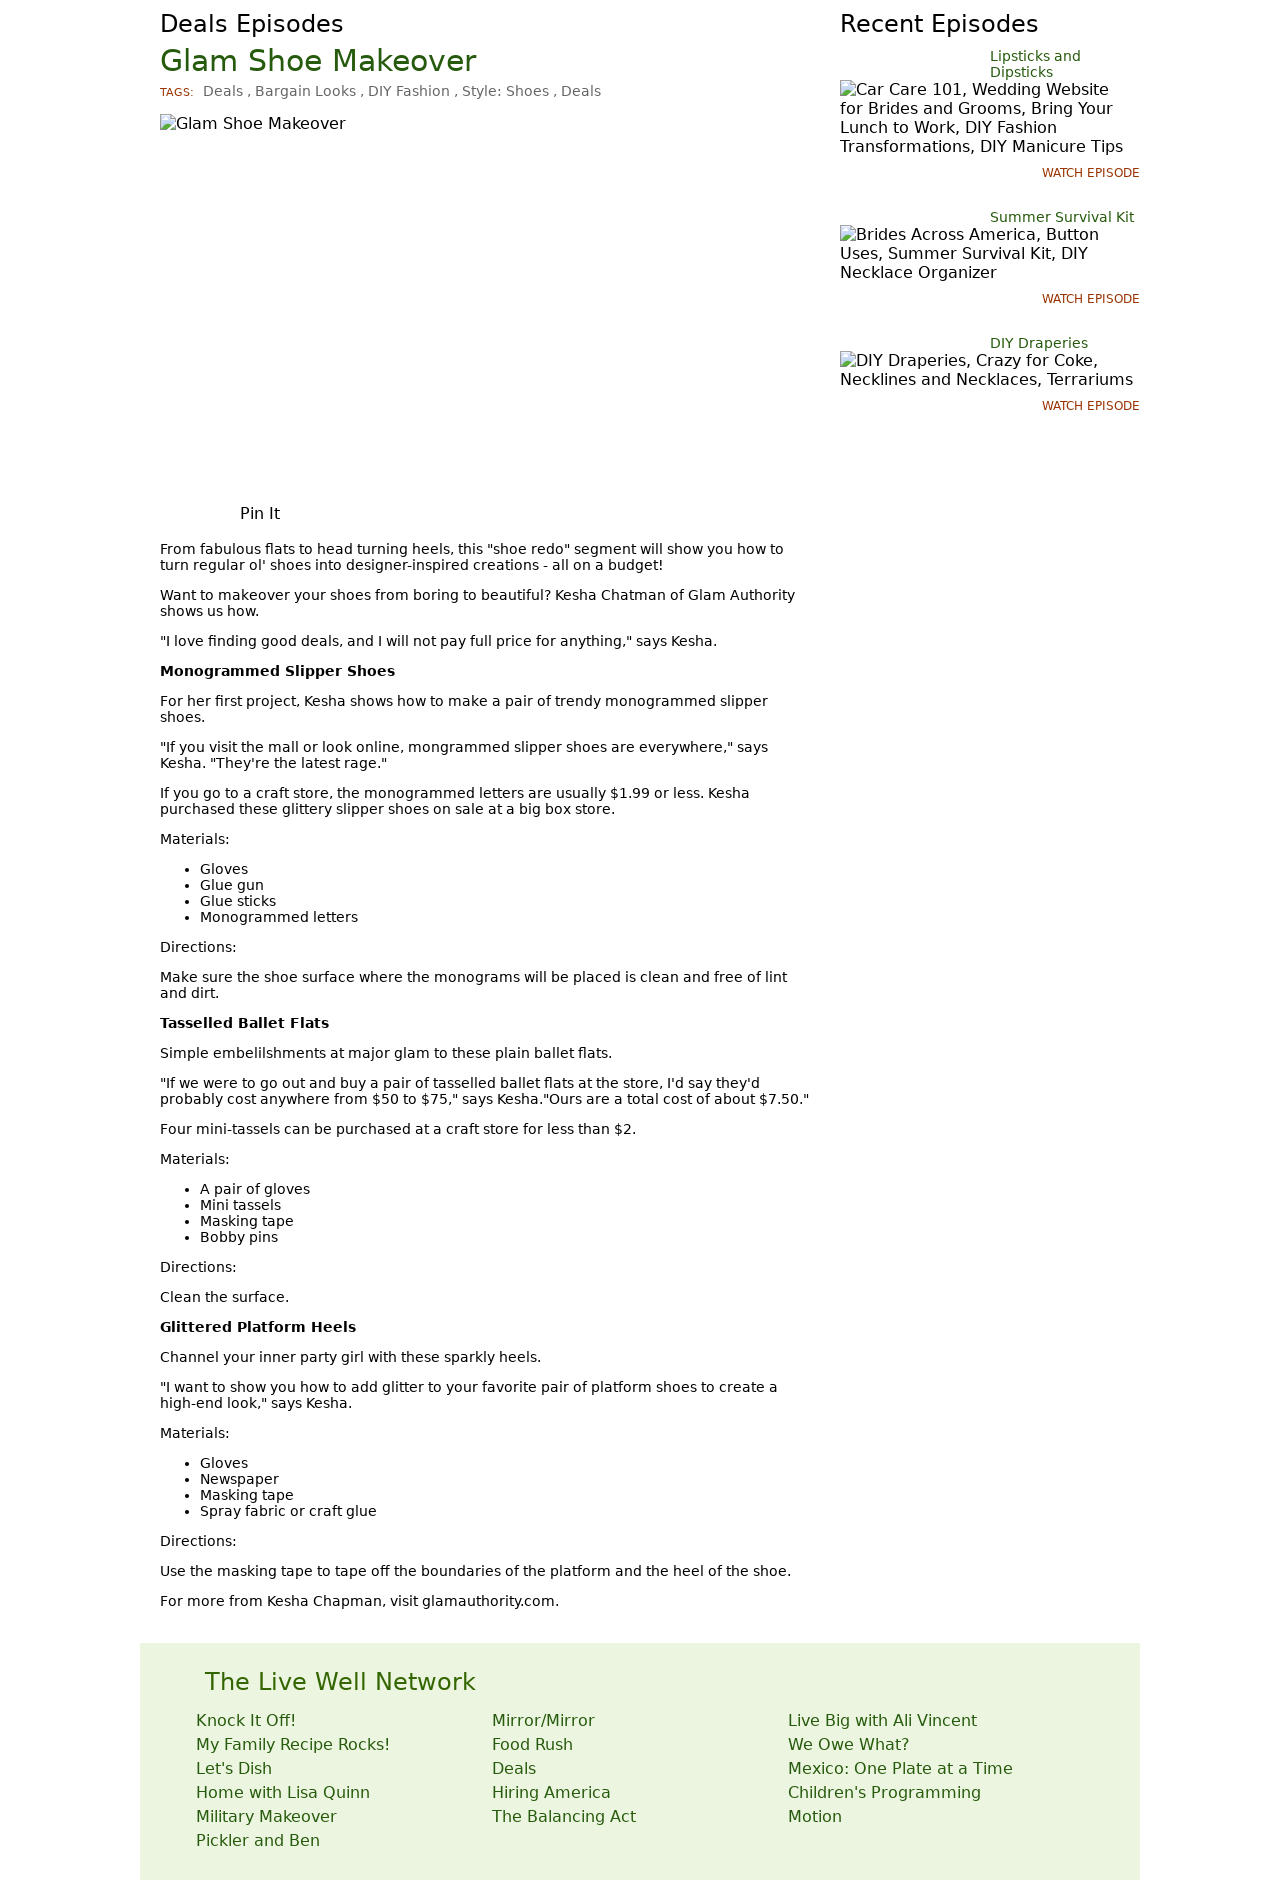 Deals Episodes
Glam Shoe Makeover
TAGS: Deals , Bargain Looks , DIY Fashion , Style: Shoes , Deals
Glam Shoe Makeover
Pin It
From fabulous flats to head turning heels, this "shoe redo" segment will show you how to
turn regular ol' shoes into designer-inspired creations - all on a budget!
Want to makeover your shoes from boring to beautiful? Kesha Chatman of Glam Authority
shows us how.
"I love finding good deals, and I will not pay full price for anything," says Kesha.
Monogrammed Slipper Shoes
For her first project, Kesha shows how to make a pair of trendy monogrammed slipper
shoes.
"If you visit the mall or look online, mongrammed slipper shoes are everywhere," says
Kesha. "They're the latest rage."
If you go to a craft store, the monogrammed letters are usually $1.99 or less. Kesha
purchased these glittery slipper shoes on sale at a big box store.
Materials:
• Gloves
• Glue gun
• Glue sticks
• Monogrammed letters
Directions:
Make sure the shoe surface where the monograms will be placed is clean and free of lint
and dirt.
Tasselled Ballet Flats
Simple embelilshments at major glam to these plain ballet flats.
"If we were to go out and buy a pair of tasselled ballet flats at the store, I'd say they'd
probably cost anywhere from $50 to $75," says Kesha."Ours are a total cost of about $7.50."
Four mini-tassels can be purchased at a craft store for less than $2.
Materials:
• A pair of gloves
• Mini tassels
• Masking tape
• Bobby pins
Directions:
Clean the surface.
Glittered Platform Heels
Channel your inner party girl with these sparkly heels.
"I want to show you how to add glitter to your favorite pair of platform shoes to create a
high-end look," says Kesha.
Materials:
• Gloves
• Newspaper
• Masking tape
• Spray fabric or craft glue
Directions:
Use the masking tape to tape off the boundaries of the platform and the heel of the shoe.
For more from Kesha Chapman, visit glamauthority.com.
Recent Episodes
Lipsticks and
Dipsticks
Car Care 101, Wedding Website
for Brides and Grooms, Bring Your
Lunch to Work, DIY Fashion
Transformations, DIY Manicure Tips
WATCH EPISODE
Summer Survival Kit
Brides Across America, Button
Uses, Summer Survival Kit, DIY
Necklace Organizer
WATCH EPISODE
DIY Draperies
DIY Draperies, Crazy for Coke,
Necklines and Necklaces, Terrariums
WATCH EPISODE
The Live Well Network
Knock It Off!
My Family Recipe Rocks!
Let's Dish
Home with Lisa Quinn
Military Makeover
Pickler and Ben
Mirror/Mirror
Food Rush
Deals
Hiring America
The Balancing Act
Live Big with Ali Vincent
We Owe What?
Mexico: One Plate at a Time
Children's Programming
Motion